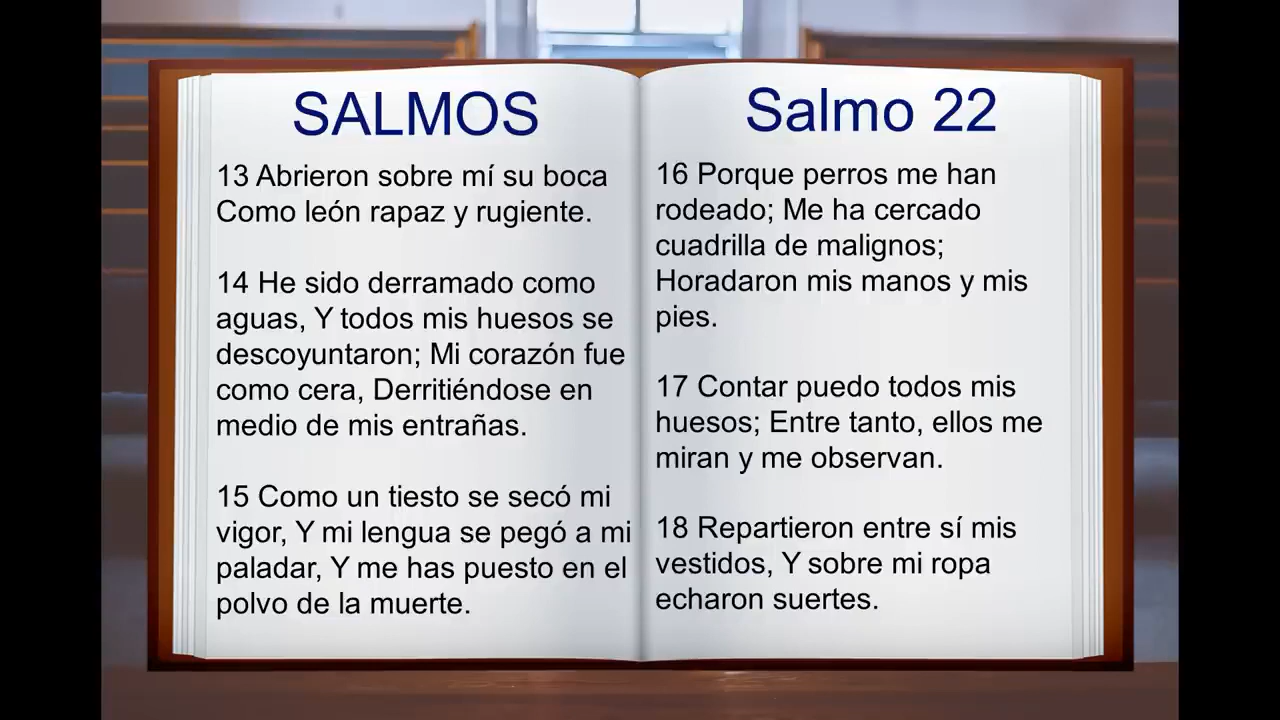 SALMOS
13 Abrieron sobre mí su boca
Como león rapaz y rugiente.
14 He sido derramado como
aguas, Y todos mis huesos se
descoyuntaron; Mi corazón fue
como cera, Derritiéndose en
medio de mis entrañas.
15 Como un tiesto se secó mi
vigor, Y mi lengua se pegó a mi
paladar, Y me has puesto en el
polvo de la muerte.
Salmo 22
16 Porque perros me han
rodeado; Me ha cercado
cuadrilla de malignos;
Horadaron mis manos y mis
pies.
17 Contar puedo todos mis
huesos; Entre tanto, ellos me
miran y me observan.
18 Repartieron entre sí mis
vestidos, Y sobre mi ropa
echaron suertes.